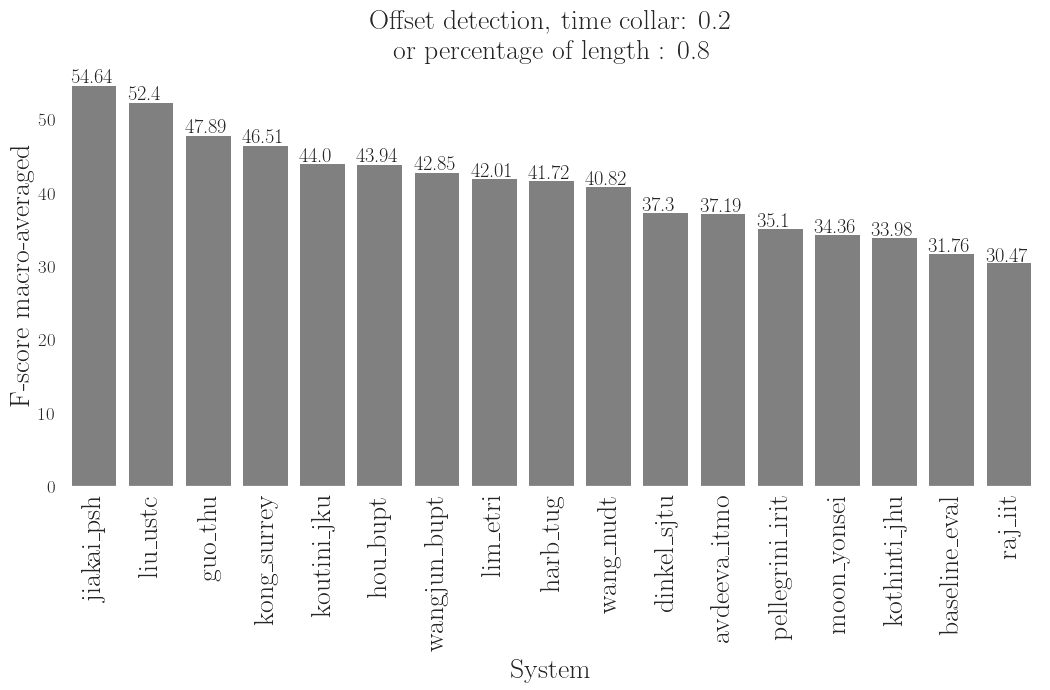 Offset detection, time collar: 0.2
or percentage of length : 0.8
F-score macro-averaged
50
40
30
20
10
0
54.64
52.4
47.89
46.51
44.0
43.94
42.85
42.01
41.72
40.82
37.3
37.19
35.1
34.36
33.98
31.76
30.47
jiakai_psh
liu_ustc
guo_thu
kong_surrey
koutini_jku
hou_bupt
wangjun_bupt
lim_etri
harb_tug
wang_nudt
dinkel_sjtu
avdeeva_itmo
pellegrini_irit
moon_yonsei
kothinti_jhu
baseline_eval
raj_iit
System